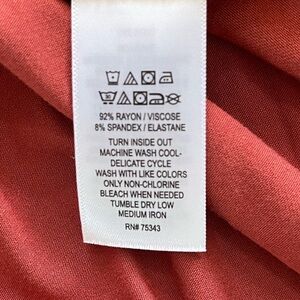 92% RAYON / VISCOSE
8% SPANDEX / ELASTANE
TURN INSIDE OUT
MACHINE WASH COOL-
DELICATE CYCLE
WASH WITH LIKE COLORS
ONLY NON-CHLORINE
BLEACH WHEN NEEDED
TUMBLE DRY LOW
MEDIUM IRON
RN# 75343